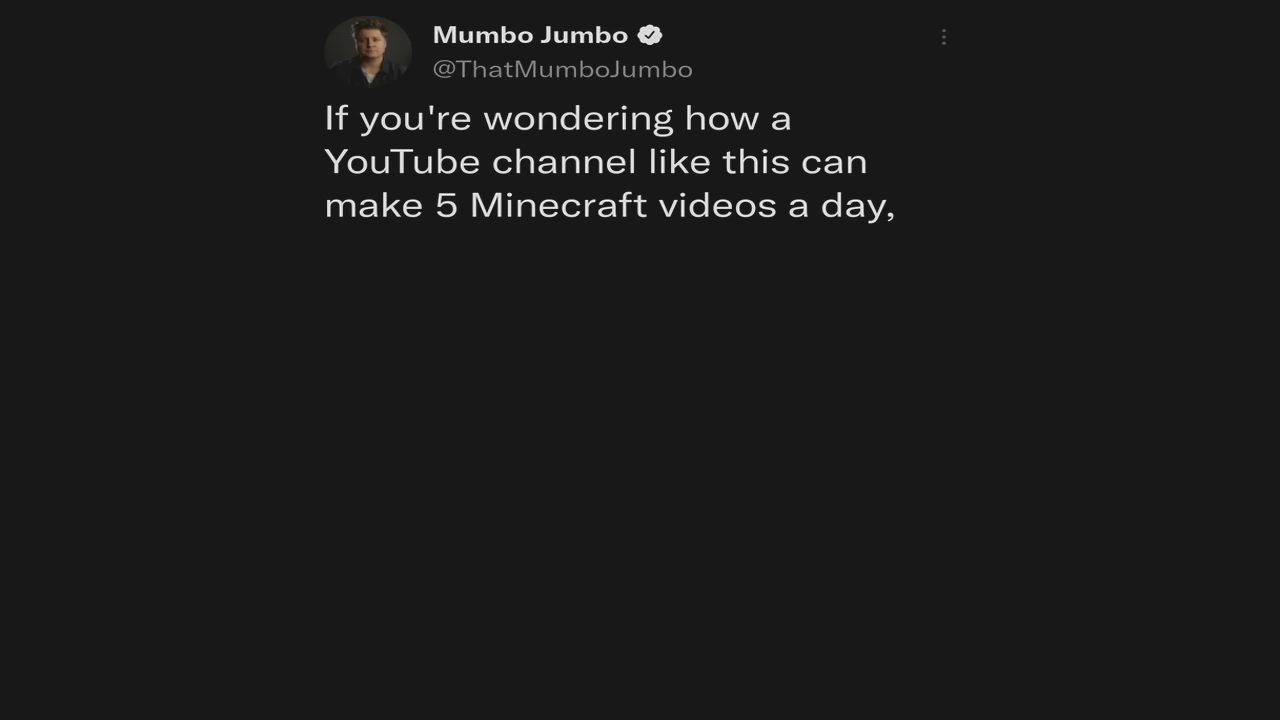 Mumbo Jumbo
@ThatMumboJumbo
If you're wondering how a
YouTube channel like this can
make 5 Minecraft videos a day,